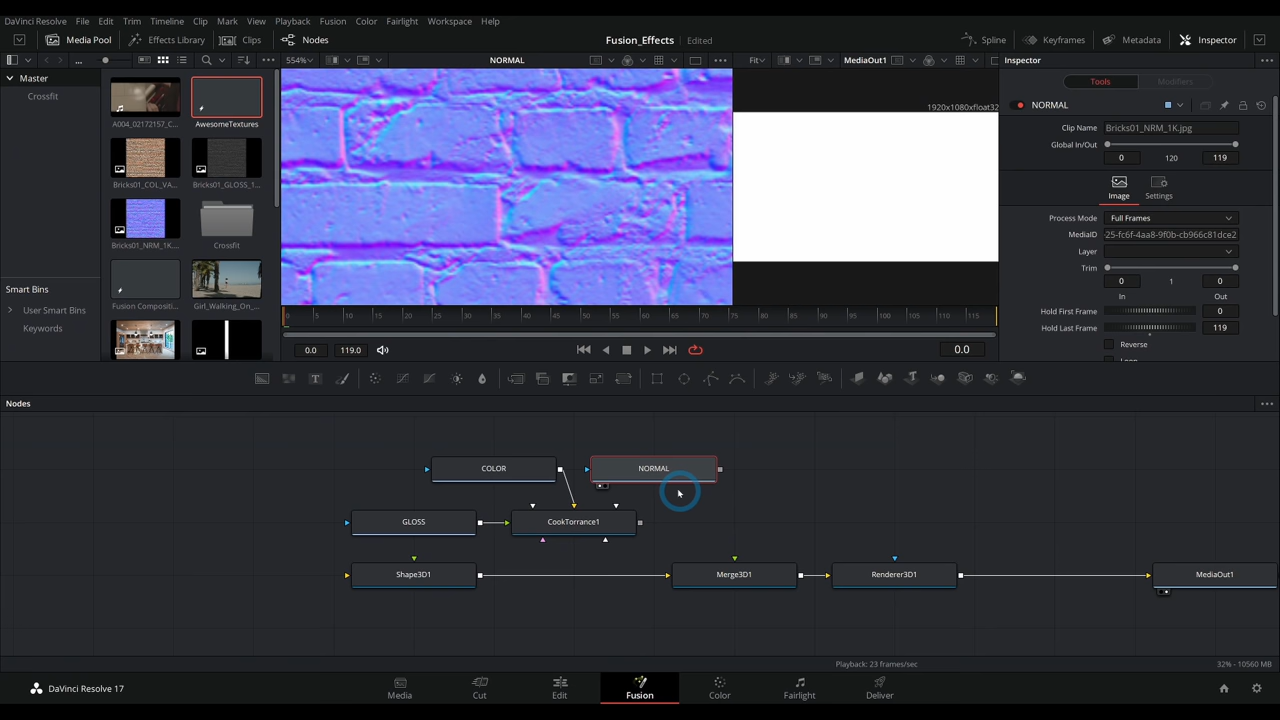 DaVinci Resolve File Edit Trim Timeline Clip Mark View Playback Fusion Color Fairlight Workspace Help
Media Pool Effects Library Clips Nodes Fusion_Effects Edited Spline Keyframes Metadata Inspector
554% NORMAL Fit MediaOut1 Inspector
Master
Crossfit
A004_02172157_C...
AwesomeTextures
Bricks01_COL_VA...
Bricks01_GLOSS_1...
Bricks01_NRM_1K....
Crossfit
Fusion Compositi...
Girl_Walking_On_...
Smart Bins
User Smart Bins
Keywords
1920x1080xfloat32
0 5 10 15 20 25 30 35 40 45 50 55 60 65 70 75 80 85 90 95 100 105 110 115
0.0 119.0 0.0
Tools Modifiers
NORMAL
Clip Name Bricks01_NRM_1K.jpg
Global In/Out
0 120 119
Image Settings
Process Mode Full Frames
MediaID -25-fc6f-4aa8-9f0b-cb966c81dce2
Layer
Trim
0 1 0
In Out
Hold First Frame 0
Hold Last Frame 119
Reverse
Loop
Nodes
COLOR NORMAL
GLOSS CookTorrance1
Shape3D1 Merge3D1 Renderer3D1 MediaOut1
Playback: 23 frames/sec 32% - 10560 MB
DaVinci Resolve 17 Media Cut Edit Fusion Color Fairlight Deliver